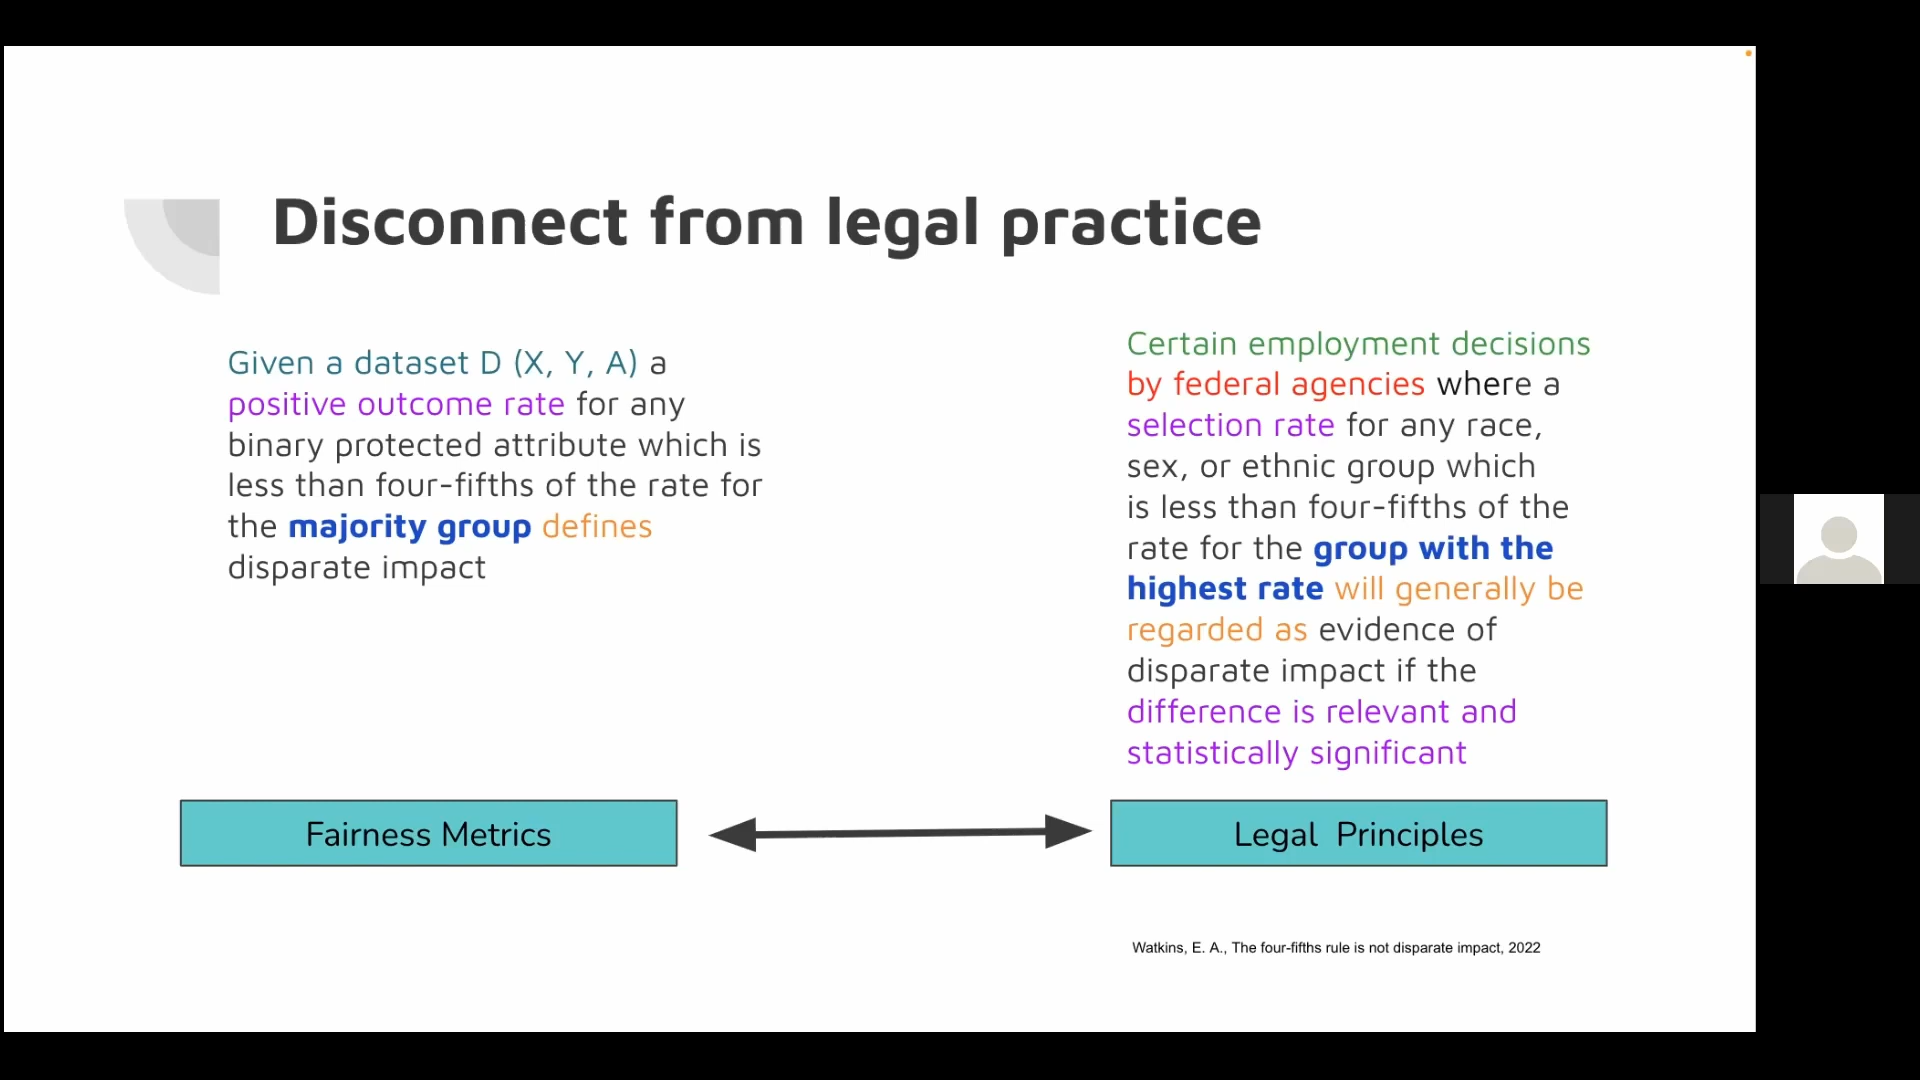 Disconnect from legal practice
Given a dataset D (X, Y, A) a
positive outcome rate for any
binary protected attribute which is
less than four-fifths of the rate for
the majority group defines
disparate impact
Certain employment decisions
by federal agencies where a
selection rate for any race,
sex, or ethnic group which
is less than four-fifths of the
rate for the group with the
highest rate will generally be
regarded as evidence of
disparate impact if the
difference is relevant and
statistically significant
Fairness Metrics
Legal Principles
Watkins, E. A., The four-fifths rule is not disparate impact, 2022